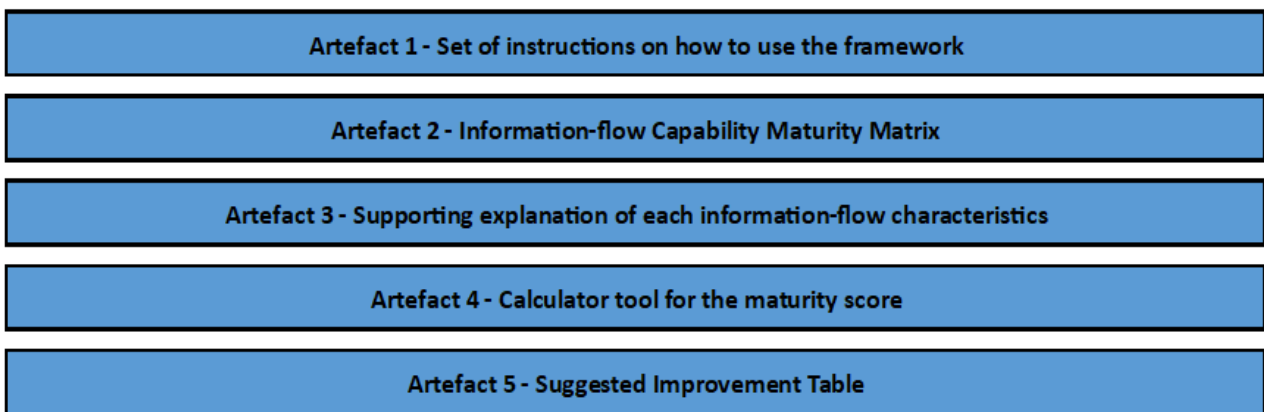 Artefact 1 - Set of instructions on how to use the framework
Artefact 2 - Information-flow Capability Maturity Matrix
Artefact 3 - Supporting explanation of each information-flow characteristics
Artefact 4 - Calculator tool for the maturity score
Artefact 5 - Suggested Improvement Table